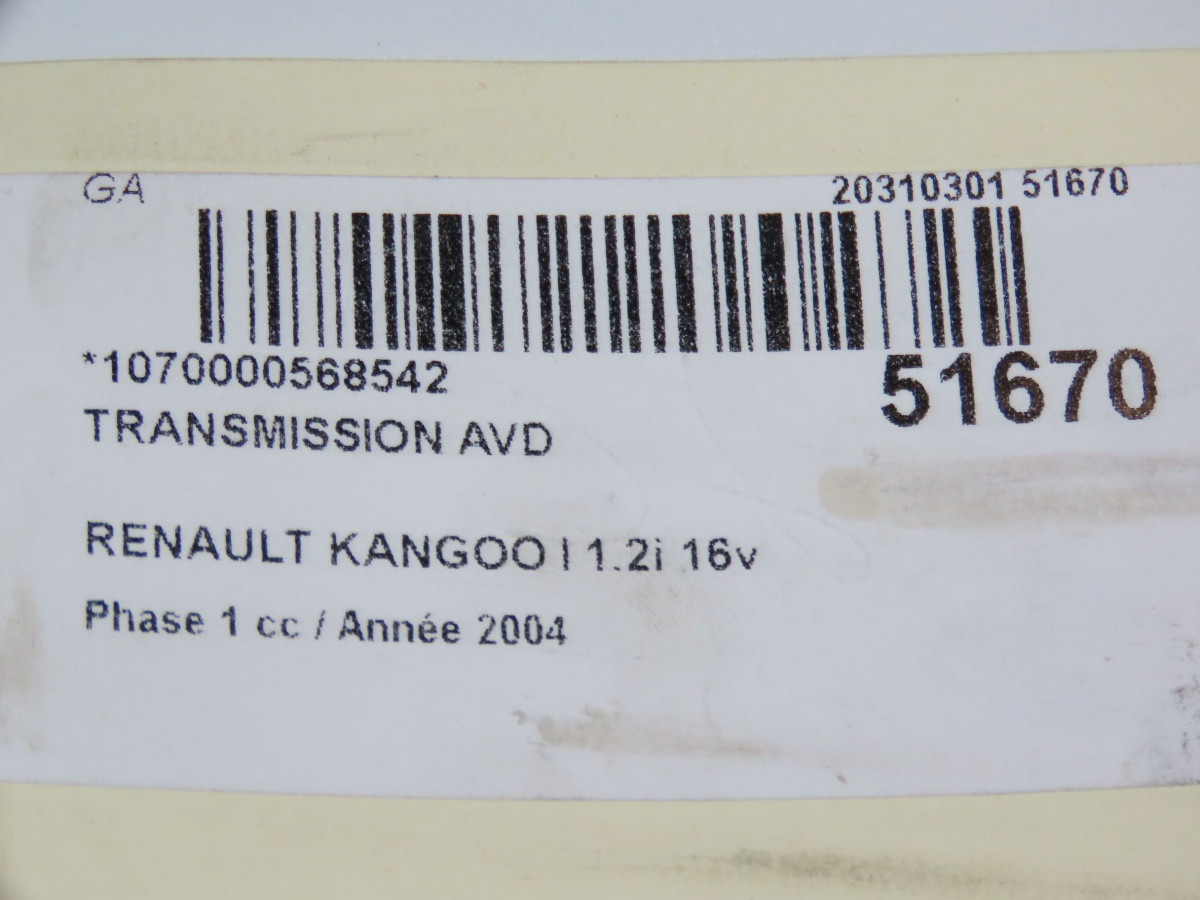 GA 20310301 51670
*1070000568542 51670
TRANSMISSION AVD
RENAULT KANGOO I 1.2i 16v
Phase 1 cc / Année 2004